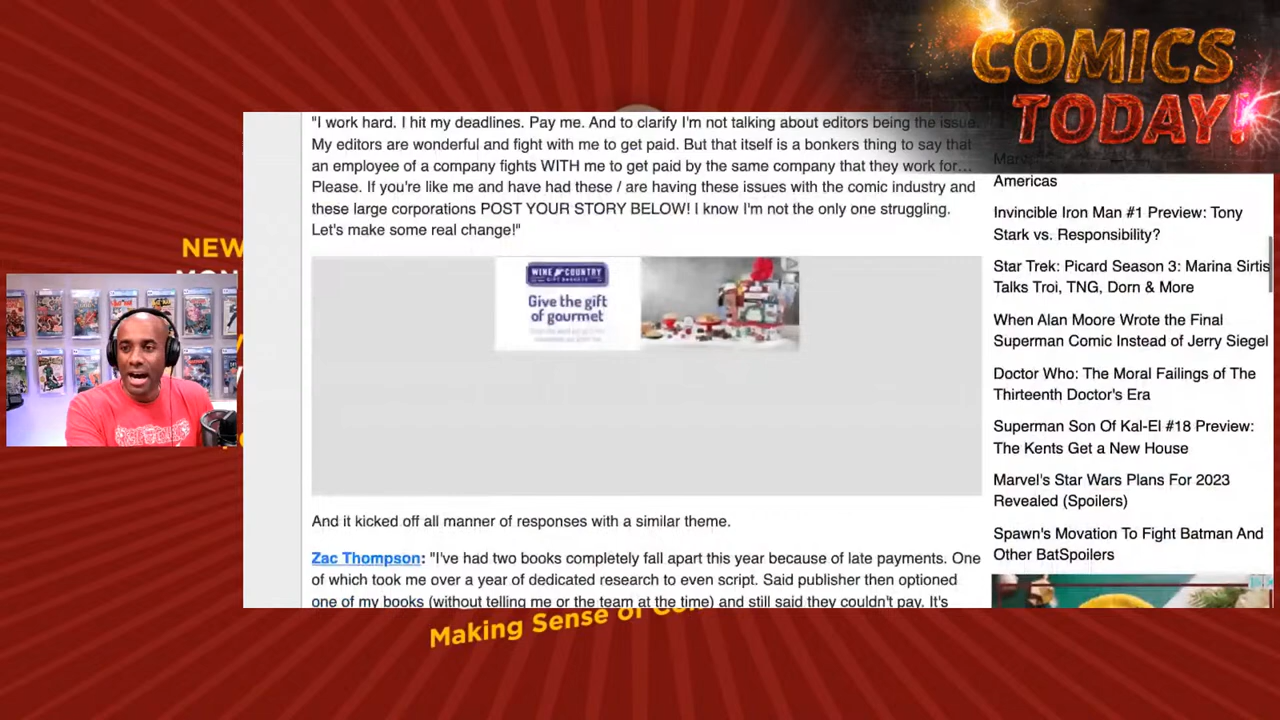 COMICS
TODAY!
"I work hard. I hit my deadlines. Pay me. And to clarify I'm not talking about editors being the issue.
My editors are wonderful and fight with me to get paid. But that itself is a bonkers thing to say that
an employee of a company fights WITH me to get paid by the same company that they work for…
Please. If you're like me and have had these / are having these issues with the comic industry and
these large corporations POST YOUR STORY BELOW! I know I'm not the only one struggling.
Let's make some real change!"
WINE COUNTRY
GIFT BASKETS
Give the gift
of gourmet
And it kicked off all manner of responses with a similar theme.
Zac Thompson: "I've had two books completely fall apart this year because of late payments. One
of which took me over a year of dedicated research to even script. Said publisher then optioned
one of my books (without telling me or the team at the time) and still said they couldn't pay. It's
Americas
Invincible Iron Man #1 Preview: Tony
Stark vs. Responsibility?
Star Trek: Picard Season 3: Marina Sirtis
Talks Troi, TNG, Dorn & More
When Alan Moore Wrote the Final
Superman Comic Instead of Jerry Siegel
Doctor Who: The Moral Failings of The
Thirteenth Doctor's Era
Superman Son Of Kal-El #18 Preview:
The Kents Get a New House
Marvel's Star Wars Plans For 2023
Revealed (Spoilers)
Spawn's Movation To Fight Batman And
Other BatSpoilers
NEW
MON
Making Sense of